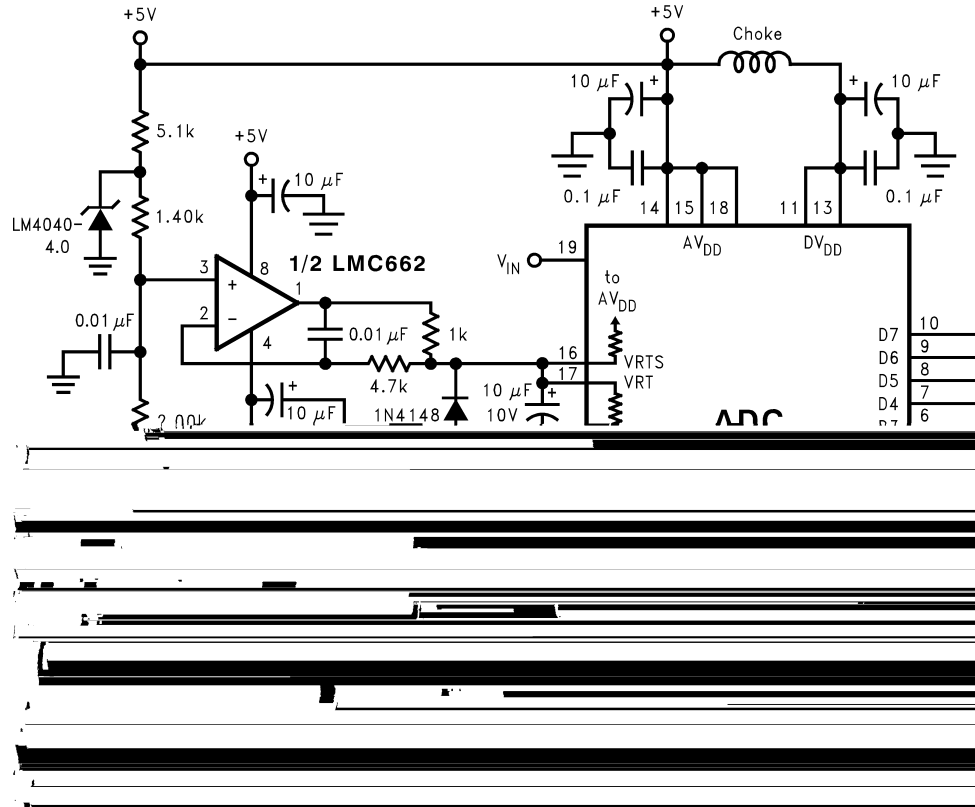 +5V
+5V
Choke
10 μF +
+ 10 μF
5.1k
+5V
+ 10 μF
0.1 μF
0.1 μF
LM4040-
4.0
1.40k
14 15 18
11 13
AVDD
DVDD
19
VIN
3
+
8
1/2 LMC662
1
2
−
4
to
AVDD
0.01 μF
0.01 μF
1k
4.7k
16
VRTS
17
VRT
D7 10
D6 9
D5 8
D4 7
6
+
10 μF
1N4148
10 μF
10V
+